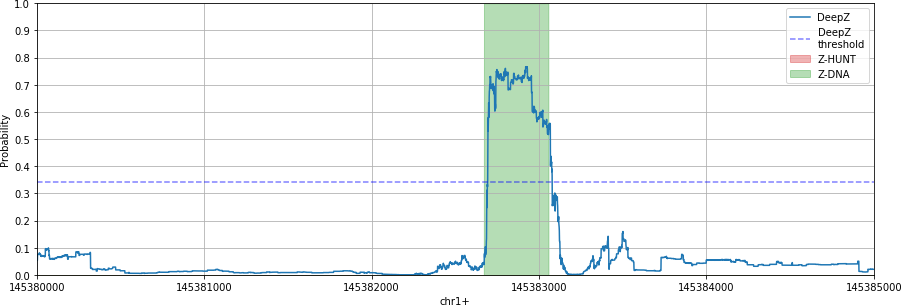 1.0
0.9
0.8
0.7
0.6
0.5
0.4
0.3
0.2
0.1
0.0
Probability
145380000 145381000 145382000 145383000 145384000 145385000
chr1+
DeepZ
DeepZ
threshold
Z-HUNT
Z-DNA